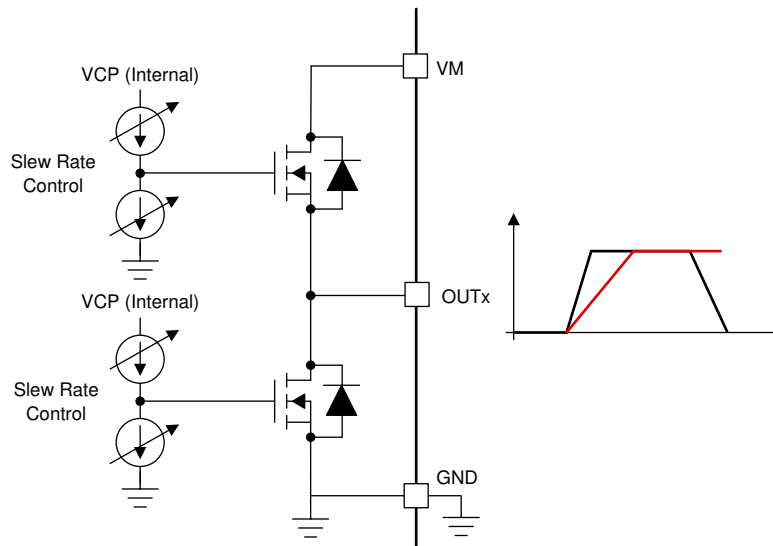 VCP (Internal)
VM
Slew Rate
Control
OUTx
VCP (Internal)
Slew Rate
Control
GND